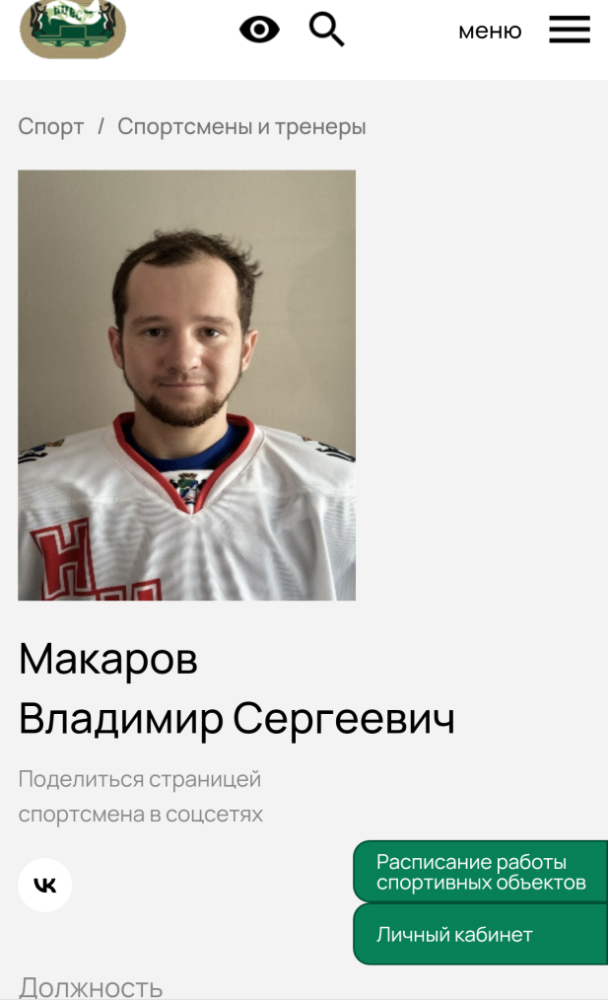 меню
Спорт / Спортсмены и тренеры
Макаров
Владимир Сергеевич
Поделиться страницей
спортсмена в соцсетях
Расписание работы
спортивных объектов
Личный кабинет
Должность